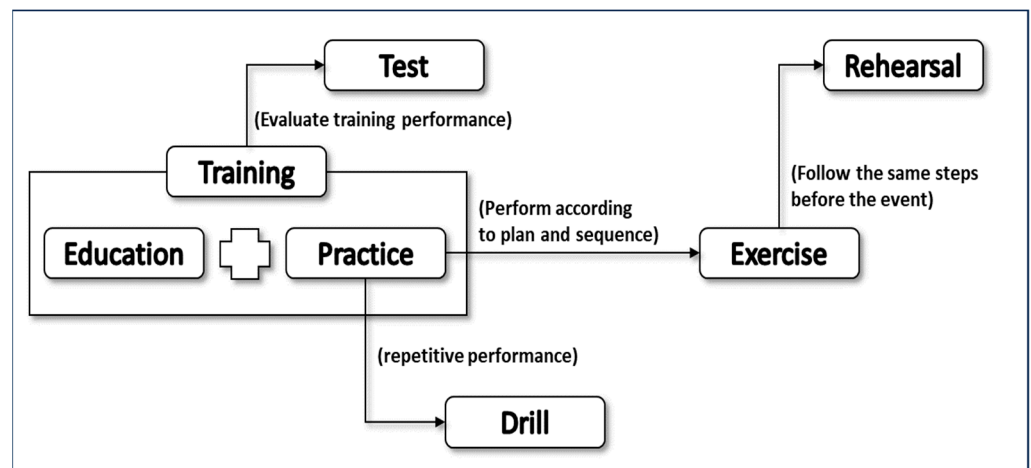 Test
Rehearsal
(Evaluate training performance)
Training
(Follow the same steps
before the event)
(Perform according
to plan and sequence)
Education
Practice
Exercise
(repetitive performance)
Drill